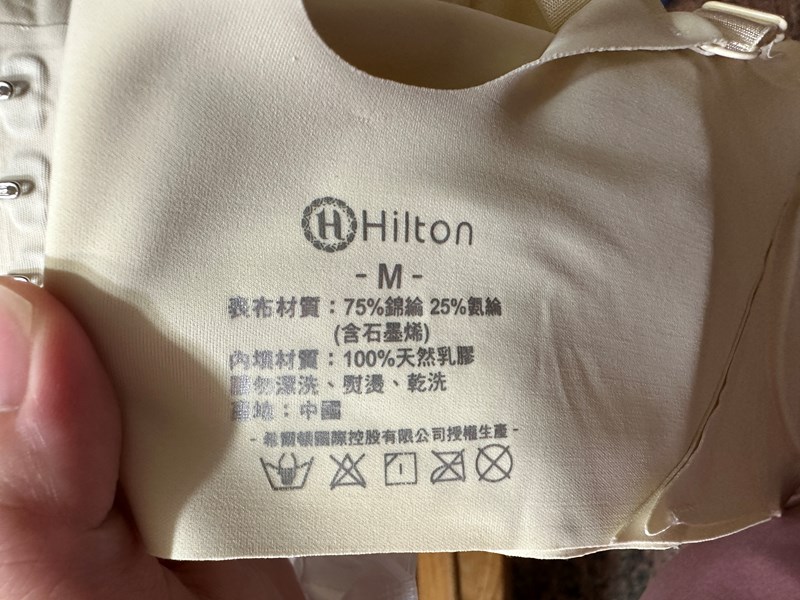 Hilton
- M -
表布材質：75%錦綸 25%氨綸
(含石墨烯)
內填材質：100%天然乳膠
請勿漂洗、熨燙、乾洗
產地：中國
- 希爾頓國際控股有限公司授權生產 -